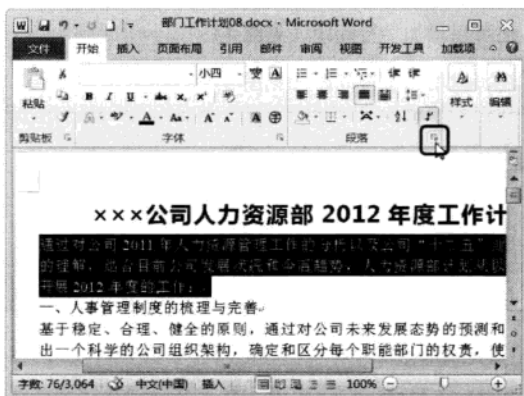 部门工作计划08.docx - Microsoft Word
文件 开始 插入 页面布局 引用 邮件 审阅 视图 开发工具 加载项
小四
粘贴 样式 编辑
剪贴板 字体 段落
×××公司人力资源部 2012 年度工作计
通过对公司 2011 年人力资源管理工作的分析以及公司“十二五”
的理解，结合目前公司发展状况和今后趋势，人力资源部计划从
开展 2012 年度的工作：
一、人事管理制度的梳理与完善
基于稳定、合理、健全的原则，通过对公司未来发展态势的预测和
出一个科学的公司组织架构，确定和区分每个职能部门的权责，使
字数: 76/3,064 中文(中国) 插入 100%